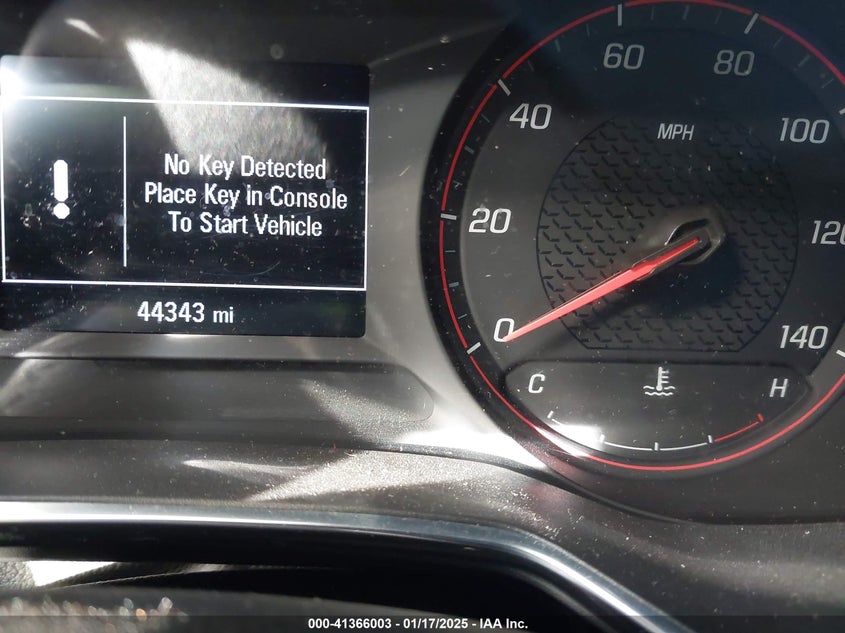 No Key Detected
Place Key in Console
To Start Vehicle
44343 mi
0
20
40
60
80
100
120
140
MPH
C
H
000-41366003 — 01/17/2025 - IAA Inc.